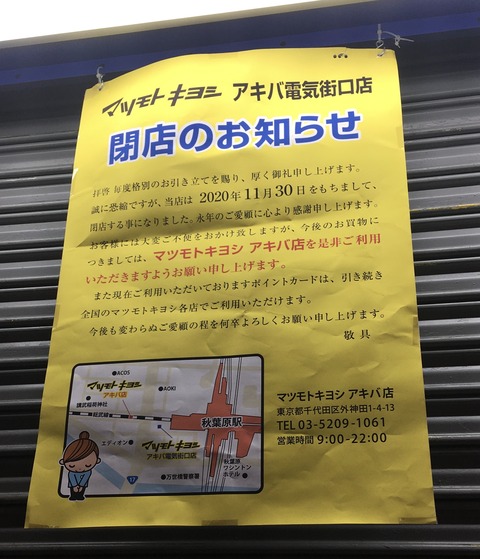 マツモトキヨシ アキバ電気街口店
閉店のお知らせ
拝啓 毎度格別のお引き立てを賜り、厚く御礼申し上げます。
誠に恐縮ですが、当店は 2020年11月30日をもちまして、
閉店する事になりました。永年のご愛顧に心より感謝申し上げます。
お客様には大変ご不便をおかけ致しますが、今後のお買物に
つきましては、マツモトキヨシ アキバ店を是非ご利用
いただきますようお願い申し上げます。
また現在ご利用いただいておりますポイントカードは、引き続き
全国のマツモトキヨシ各店でご利用いただけます。
今後も変わらぬご愛顧の程を何卒よろしくお願い申し上げます。
敬具
●ACOS
マツモトキヨシ
アキバ店
●AOKI
講武稲荷神社
総武線
秋葉原駅
エディオン●
マツモトキヨシ
アキバ電気街口店
17
●万世橋警察署
秋葉原
ワシントン
ホテル●
マツモトキヨシ アキバ店
東京都千代田区外神田1-4-13
TEL 03-5209-1061
営業時間 9:00-22:00